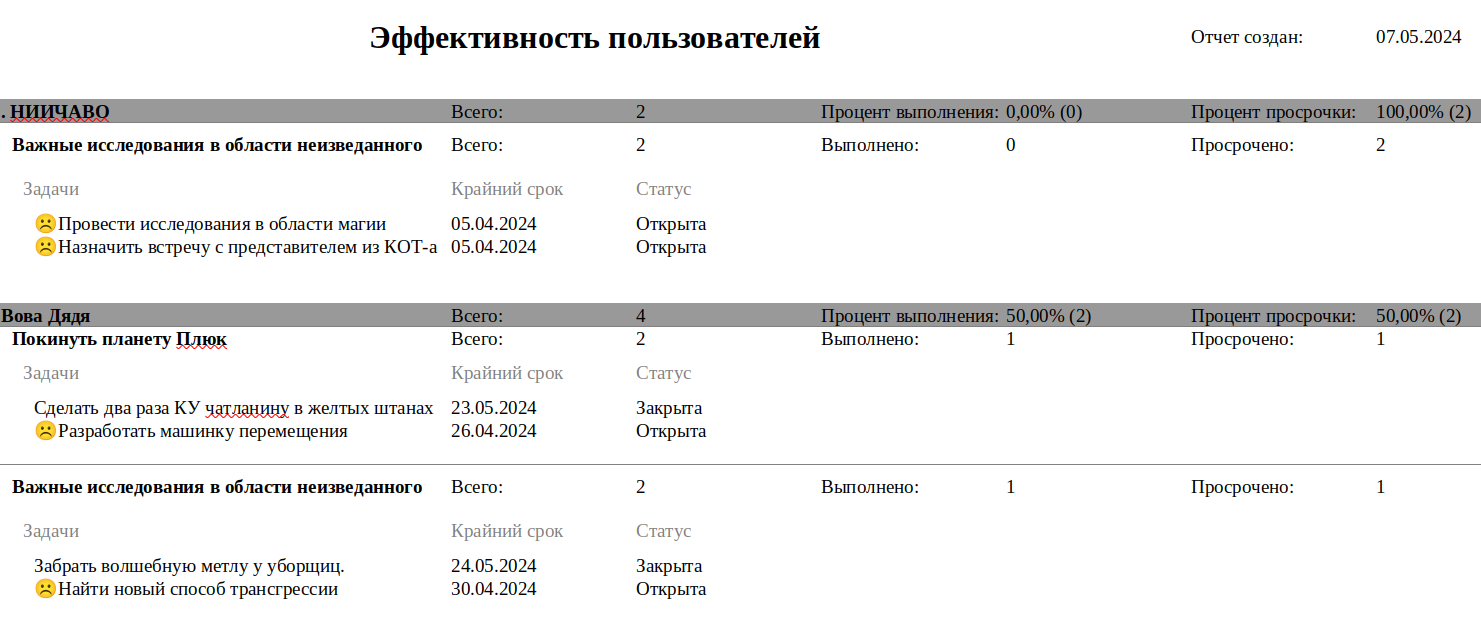 Эффективность пользователей Отчет создан: 07.05.2024
. НИИЧАВО Всего: 2 Процент выполнения: 0,00% (0) Процент просрочки: 100,00% (2)
Важные исследования в области неизведанного Всего: 2 Выполнено: 0 Просрочено: 2
Задачи Крайний срок Статус
☹Провести исследования в области магии 05.04.2024 Открыта
☹Назначить встречу с представителем из КОТ-а 05.04.2024 Открыта
Вова Дядя Всего: 4 Процент выполнения: 50,00% (2) Процент просрочки: 50,00% (2)
Покинуть планету Плюк Всего: 2 Выполнено: 1 Просрочено: 1
Задачи Крайний срок Статус
Сделать два раза КУ чатланину в желтых штанах 23.05.2024 Закрыта
☹Разработать машинку перемещения 26.04.2024 Открыта
Важные исследования в области неизведанного Всего: 2 Выполнено: 1 Просрочено: 1
Задачи Крайний срок Статус
Забрать волшебную метлу у уборщиц. 24.05.2024 Закрыта
☹Найти новый способ трансгрессии 30.04.2024 Открыта